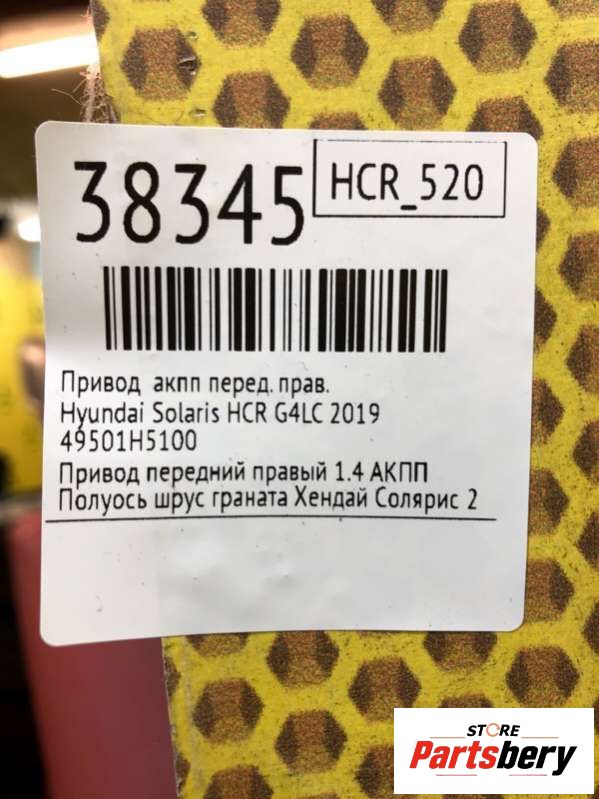 38345
HCR_520
Привод акпп перед. прав.
Hyundai Solaris HCR G4LC 2019
49501H5100
Привод передний правый 1.4 АКПП
Полуось шрус граната Хендай Солярис 2
STORE
Partsbery